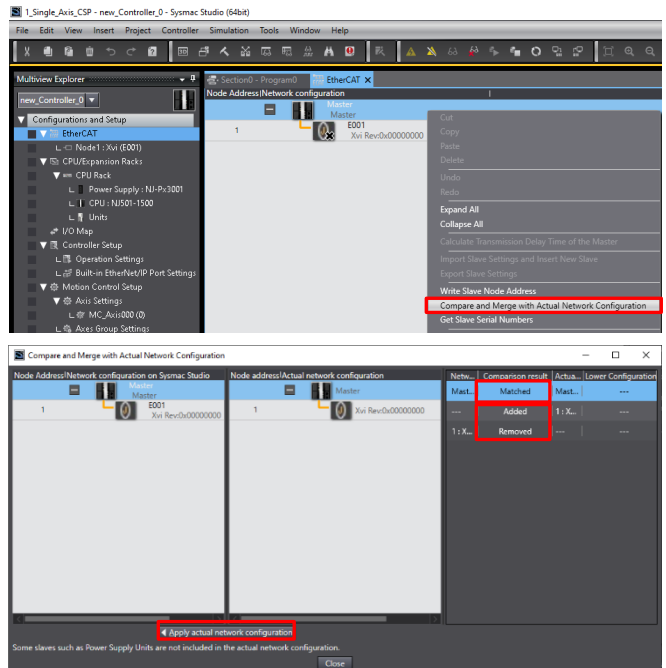 1_Single_Axis_CSP - new_Controller_0 - Sysmac Studio (64bit)
File Edit View Insert Project Controller Simulation Tools Window Help
Multiview Explorer
new_Controller_0
Configurations and Setup
EtherCAT
Node1 : Xvi (E001)
CPU/Expansion Racks
CPU Rack
Power Supply : NJ-Px3001
CPU : NJ501-1500
Units
I/O Map
Controller Setup
Operation Settings
Built-in EtherNet/IP Port Settings
Motion Control Setup
Axis Settings
MC_Axis000 (0)
Axes Group Settings
Section0 - Program0 EtherCAT
Node Address|Network configuration
Master
Master
1 E001
Xvi Rev:0x00000000
Cut
Copy
Paste
Delete
Undo
Redo
Expand All
Collapse All
Calculate Transmission Delay Time of the Master
Import Slave Settings and Insert New Slave
Export Slave Settings
Write Slave Node Address
Compare and Merge with Actual Network Configuration
Get Slave Serial Numbers
Compare and Merge with Actual Network Configuration
Node Address|Network configuration on Sysmac Studio
Master
Master
1 E001
Xvi Rev:0x00000000
Node address|Actual network configuration
Master
1 Xvi Rev:0x00000000
Netw... Comparison result Actua... Lower Configuration
Mast... Matched Mast... ---
--- Added 1 : X... ---
1 : X... Removed --- ---
Apply actual network configuration
Some slaves such as Power Supply Units are not included in the actual network configuration.
Close